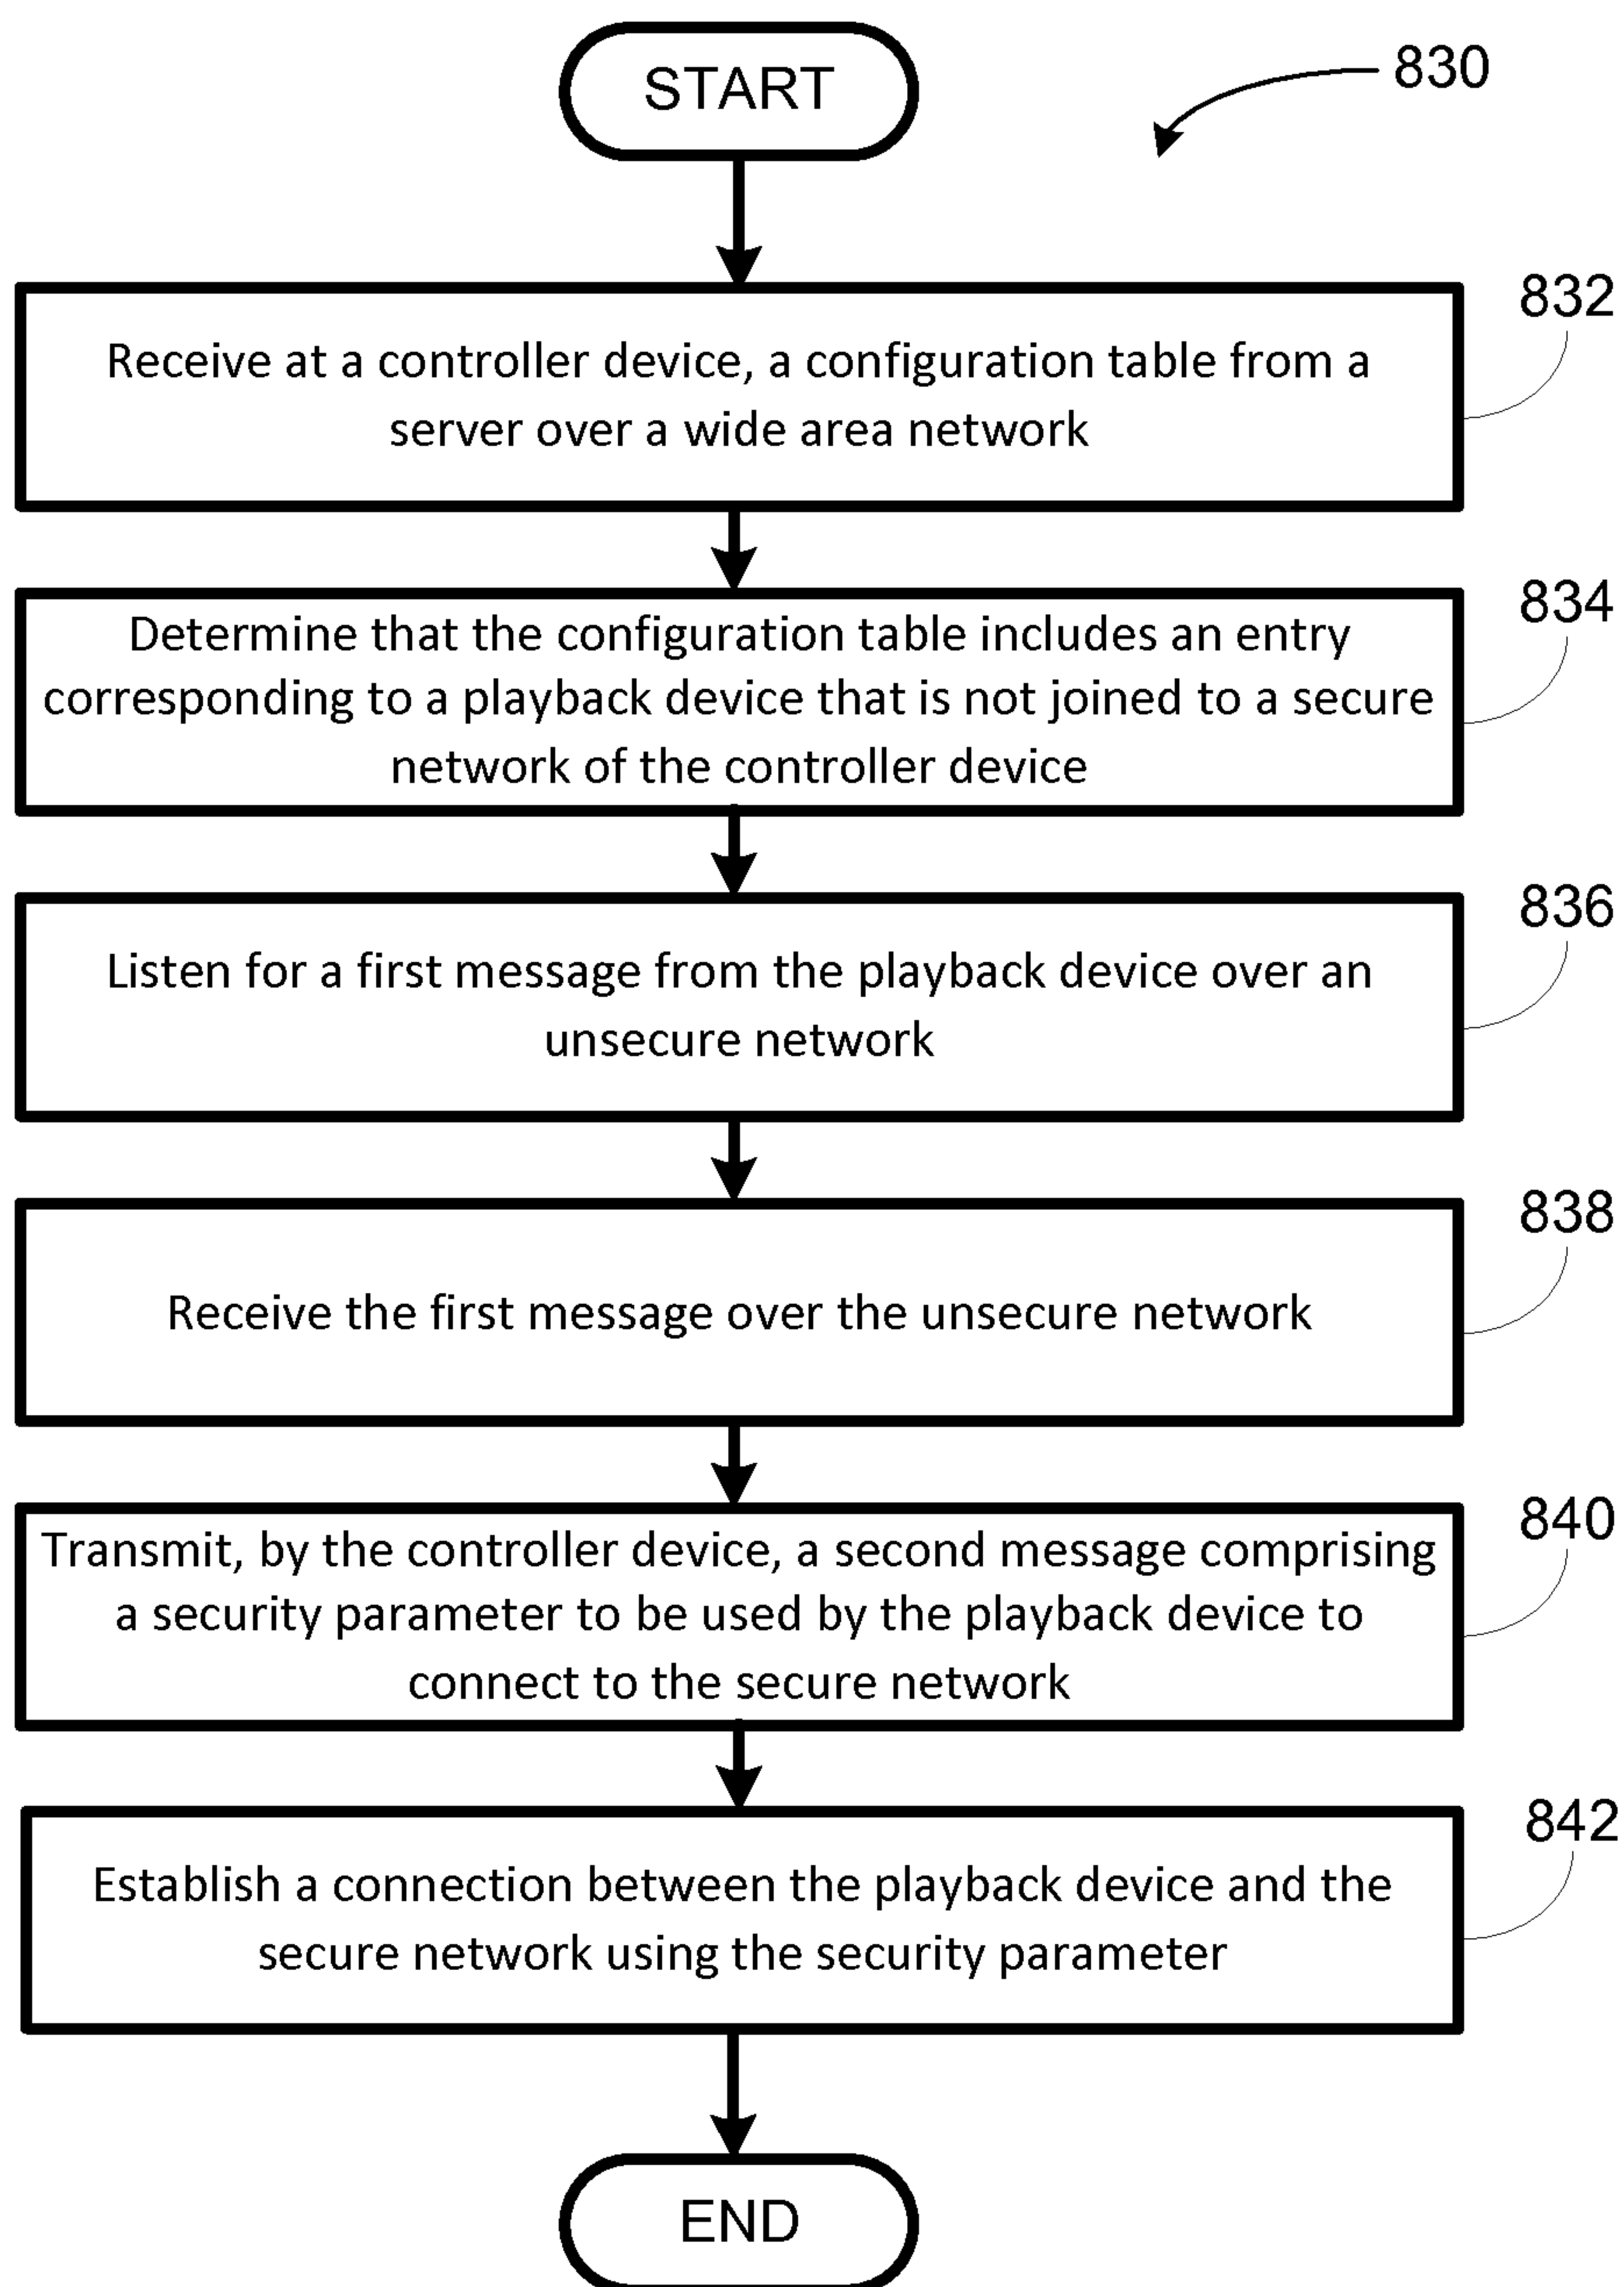 START
830
832
Receive at a controller device, a configuration table from a
server over a wide area network
834
Determine that the configuration table includes an entry
corresponding to a playback device that is not joined to a secure
network of the controller device
836
Listen for a first message from the playback device over an
unsecure network
838
Receive the first message over the unsecure network
840
Transmit, by the controller device, a second message comprising
a security parameter to be used by the playback device to
connect to the secure network
842
Establish a connection between the playback device and the
secure network using the security parameter
END